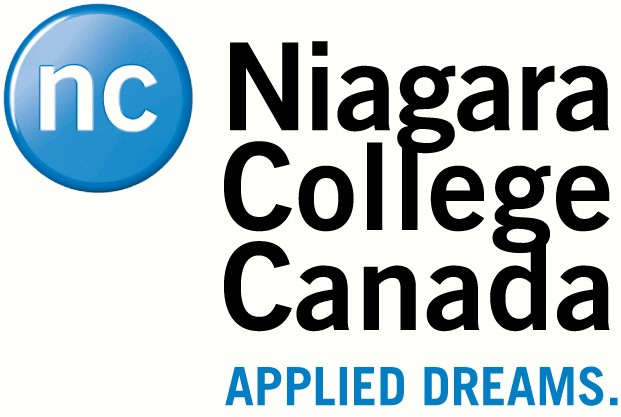 nc
Niagara
College
Canada
APPLIED DREAMS.